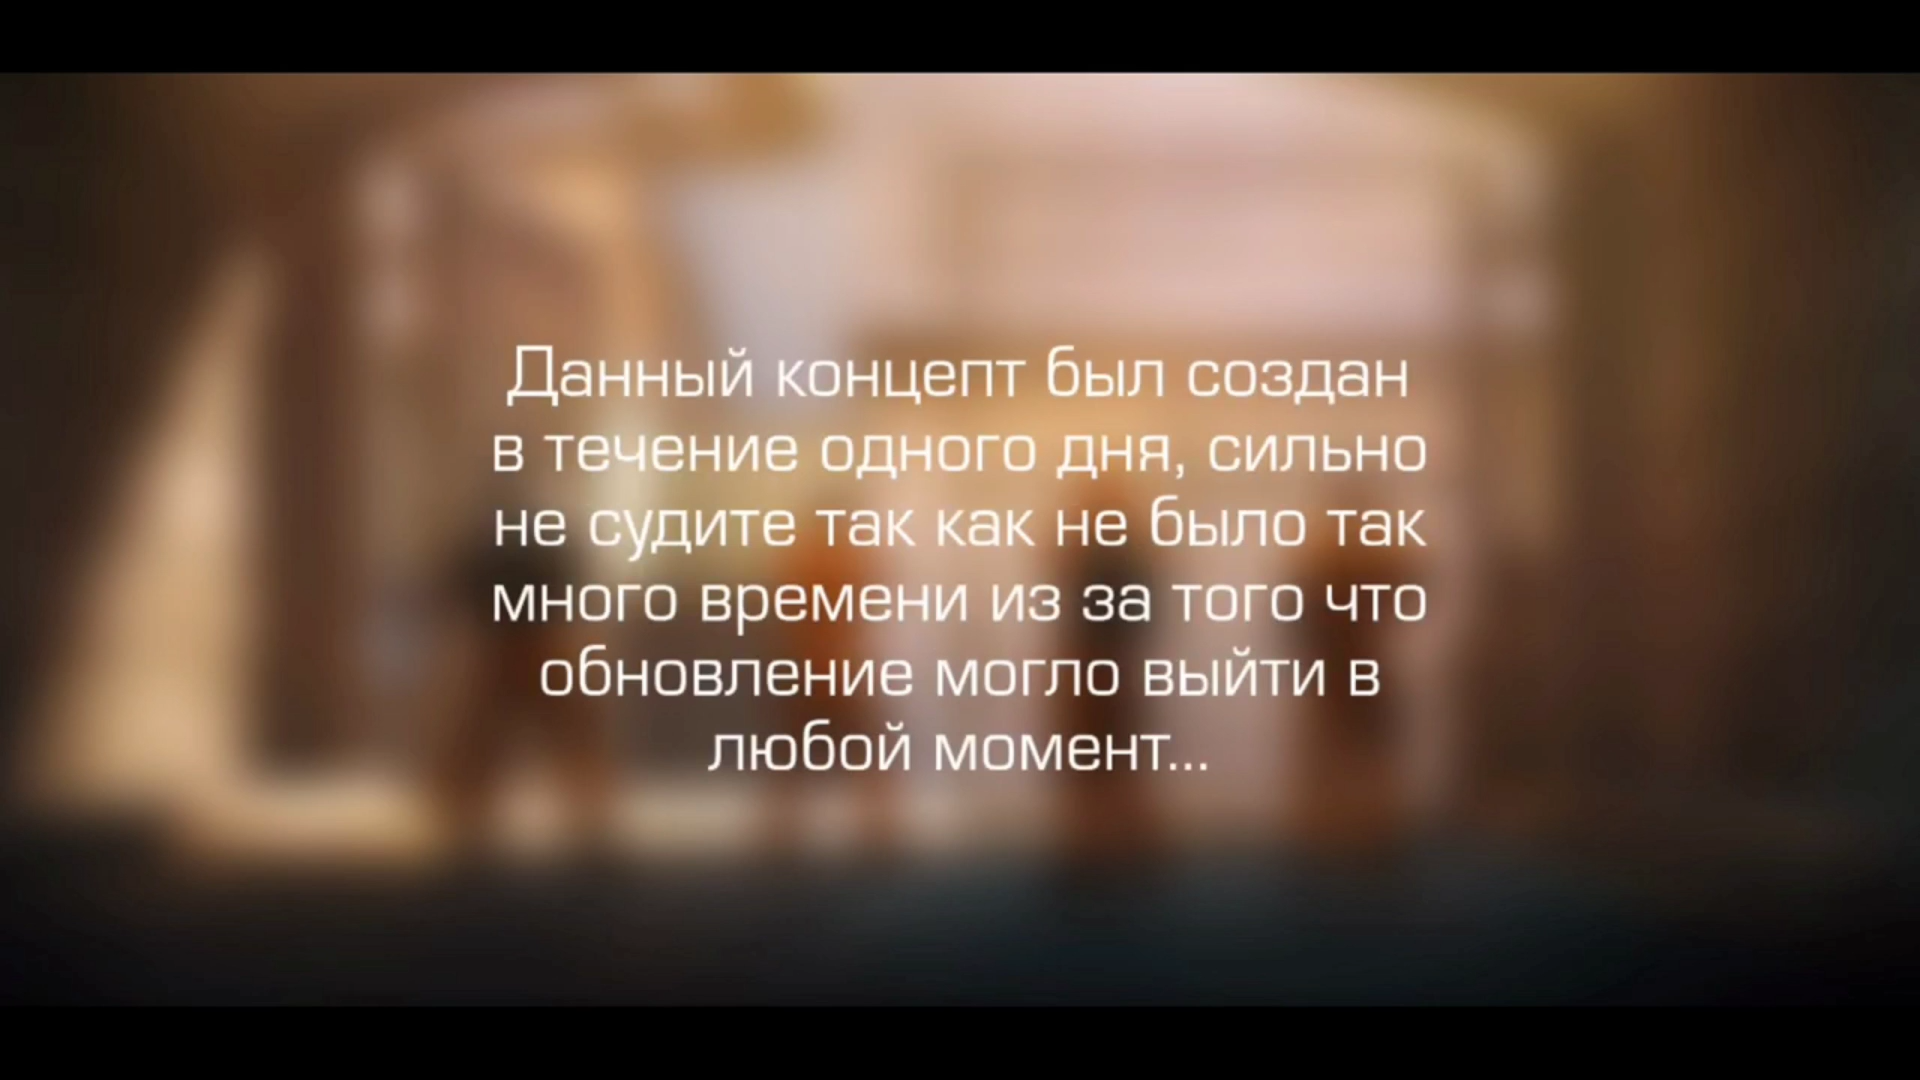 Данный концепт был создан
в течение одного дня, сильно
не судите так как не было так
много времени из за того что
обновление могло выйти в
любой момент...